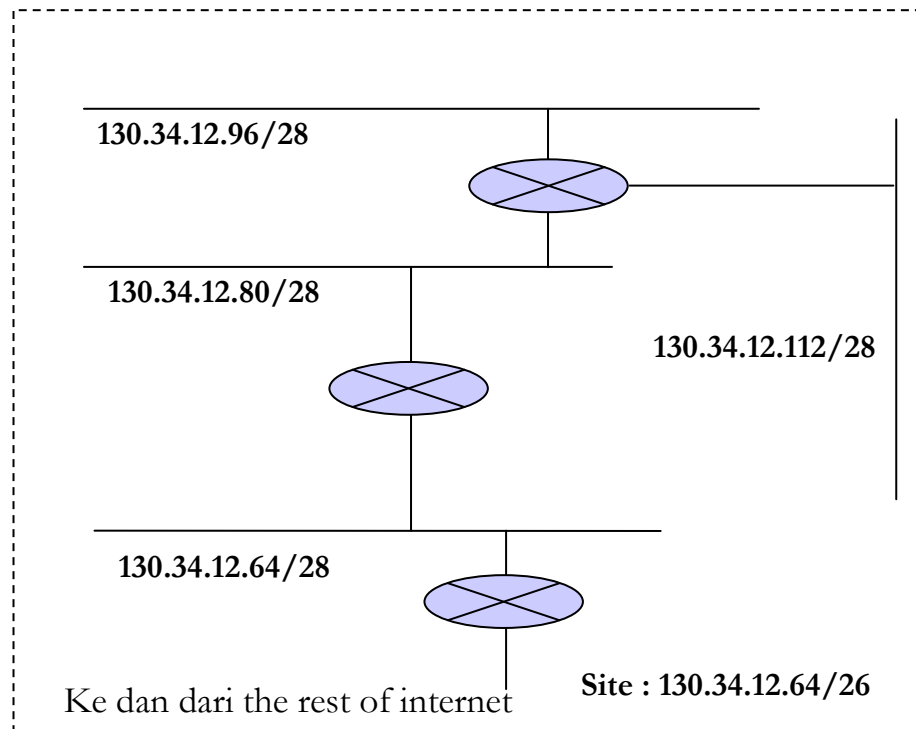 130.34.12.96/28
130.34.12.80/28
130.34.12.112/28
130.34.12.64/28
Ke dan dari the rest of internet
Site : 130.34.12.64/26